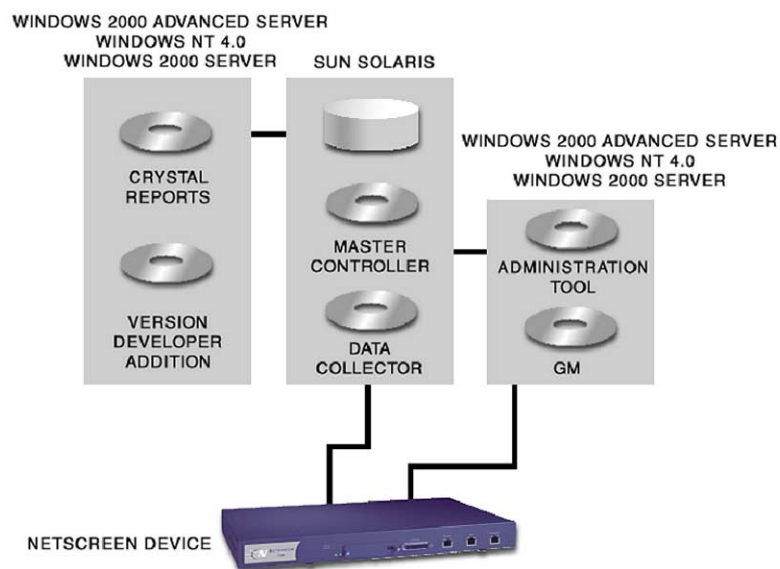 WINDOWS 2000 ADVANCED SERVER
WINDOWS NT 4.0
WINDOWS 2000 SERVER
CRYSTAL
REPORTS
VERSION
DEVELOPER
ADDITION
SUN SOLARIS
MASTER
CONTROLLER
DATA
COLLECTOR
WINDOWS 2000 ADVANCED SERVER
WINDOWS NT 4.0
WINDOWS 2000 SERVER
ADMINISTRATION
TOOL
GM
NETSCREEN DEVICE